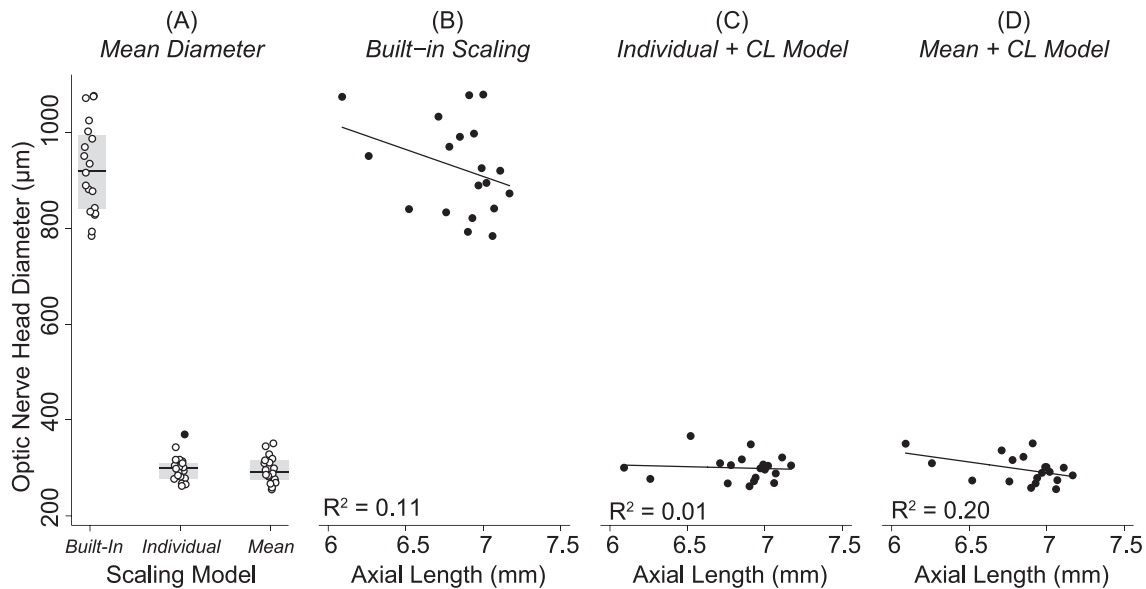 (A)
Mean Diameter
(B)
Built-in Scaling
(C)
Individual + CL Model
(D)
Mean + CL Model
Optic Nerve Head Diameter (μm)
1000
800
600
400
200
Built-In
Individual
Mean
Scaling Model
R² = 0.11
6
6.5
7
7.5
Axial Length (mm)
R² = 0.01
6
6.5
7
7.5
Axial Length (mm)
R² = 0.20
6
6.5
7
7.5
Axial Length (mm)